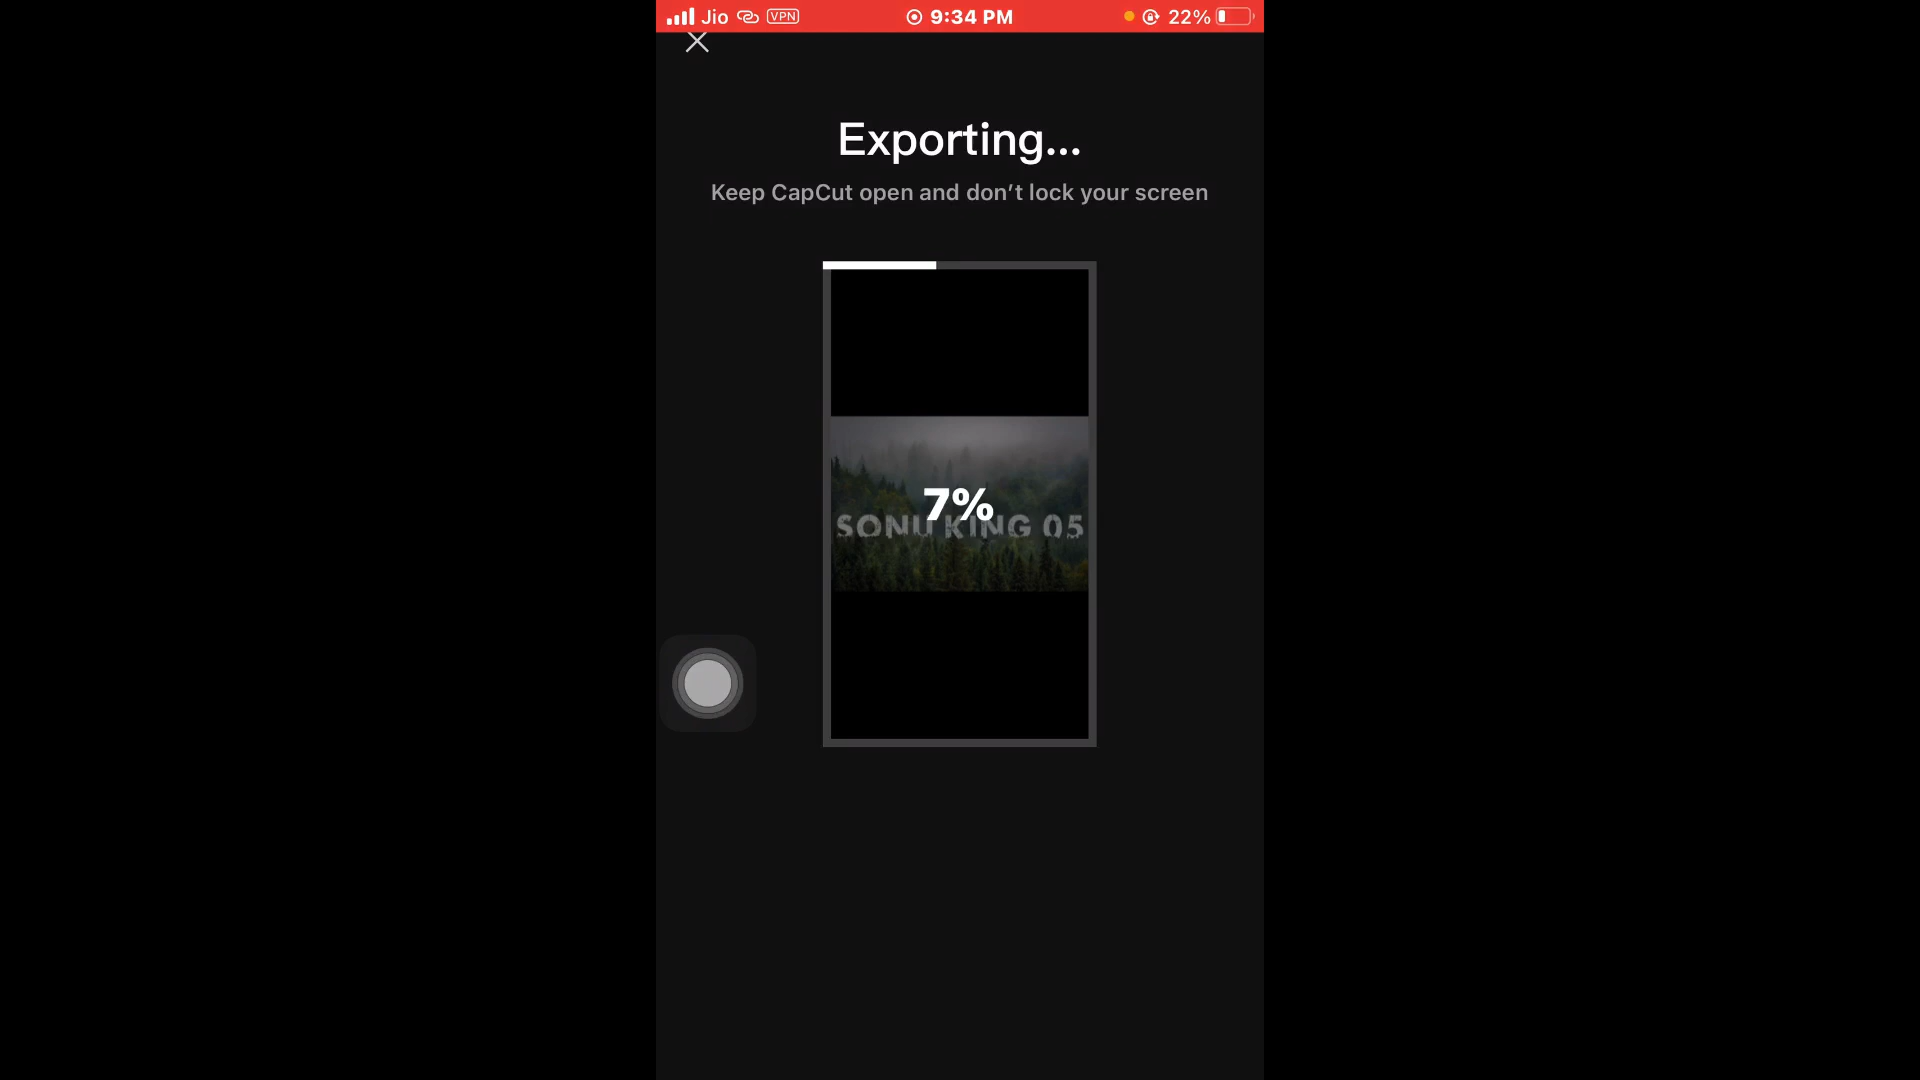 Jio VPN 9:34 PM 22%
Exporting...
Keep CapCut open and don't lock your screen
7%
SONU KING 05